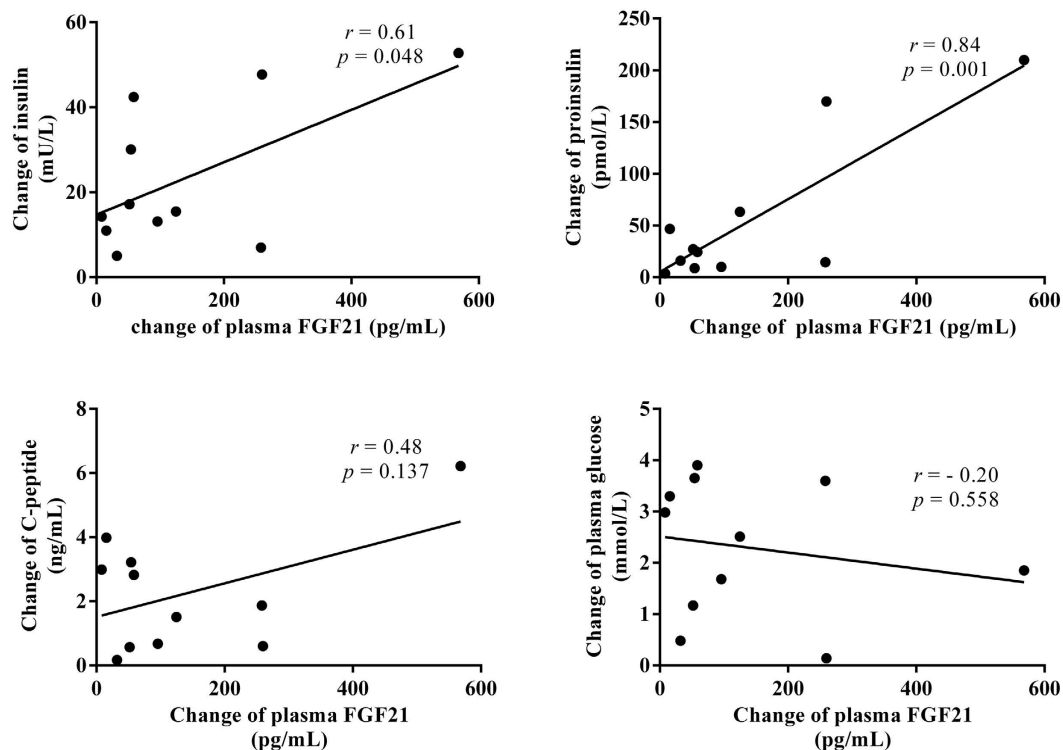 60
40
20
0
Change of insulin
(mU/L)
r = 0.61
p = 0.048
0
200
400
600
change of plasma FGF21 (pg/mL)
250
200
150
100
50
0
Change of proinsulin
(pmol/L)
r = 0.84
p = 0.001
0
200
400
600
Change of  plasma FGF21 (pg/mL)
8
6
4
2
0
Change of C-peptide
(ng/mL)
r = 0.48
p = 0.137
0
200
400
600
Change of plasma FGF21
(pg/mL)
5
4
3
2
1
0
Change of plasma glucose
(mmol/L)
r = - 0.20
p = 0.558
0
200
400
600
Change of plasma FGF21
(pg/mL)